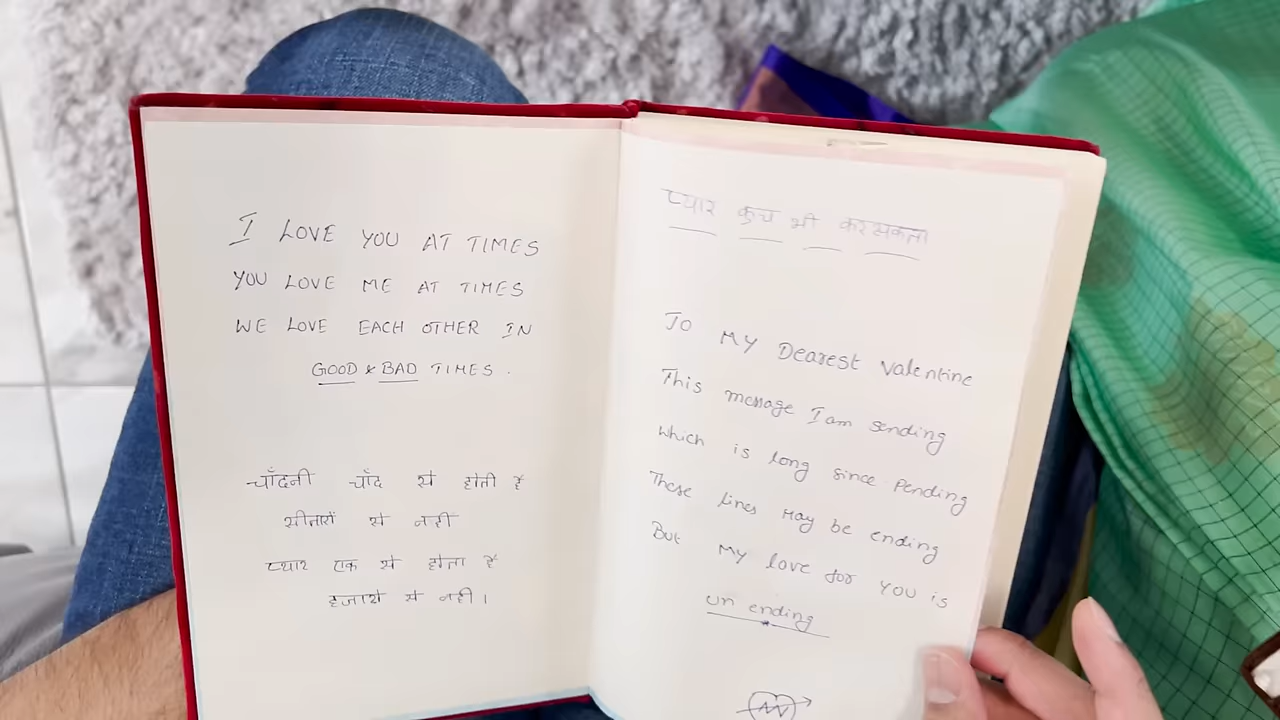 I LOVE YOU AT TIMES
YOU LOVE ME AT TIMES
WE LOVE EACH OTHER IN
GOOD & BAD TIMES.
चाँदनी चाँद से होती है
सीतारों से नहीं
प्यार एक से होता है
हजारों से नहीं।
प्यार कुच भी कर सकता
To MY Dearest Valentine
This message I am sending
Which is long since Pending
These lines May be ending
But My love for YOU is
un ending